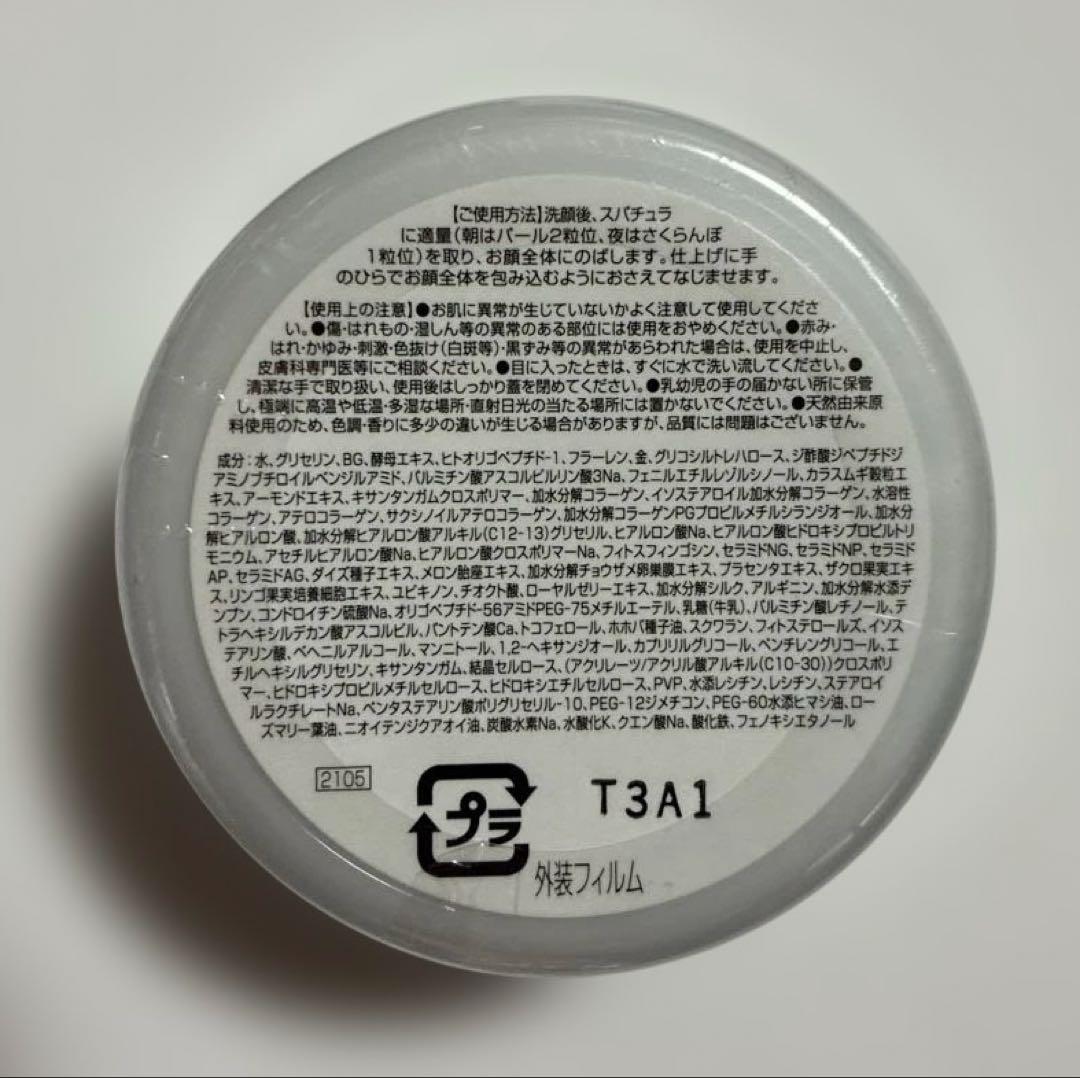 【ご使用方法】洗顔後、スパチュラ
に適量(朝はパール2粒位、夜はさくらんぼ
1粒位)を取り、お顔全体にのばします。仕上げに手
のひらでお顔全体を包み込むようにおさえてなじませます。
【使用上の注意】●お肌に異常が生じていないかよく注意して使用してくださ
い。●傷・はれもの・湿しん等の異常のある部位には使用をおやめください。●赤み・
はれ・かゆみ・刺激・色抜け(白斑等)・黒ずみ等の異常があらわれた場合は、使用を中止し、
皮膚科専門医等にご相談ください。●目に入ったときは、すぐに水で洗い流してください。●
清潔な手で取り扱い、使用後はしっかり蓋を閉めてください。●乳幼児の手の届かない所に保管
し、極端に高温や低温・多湿な場所・直射日光の当たる場所には置かないでください。●天然由来原
料使用のため、色調・香りに多少の違いが生じる場合がありますが、品質には問題はございません。
成分:水、グリセリン、BG、酵母エキス、ヒトオリゴペプチド-1、フラーレン、金、グリコシルトレハロース、ジ酢酸ジペプチドジ
アミノブチロイルベンジルアミド、パルミチン酸アスコルビルリン酸3Na、フェニルエチルレゾルシノール、カラスムギ穀粒エ
キス、アーモンドエキス、キサンタンガムクロスポリマー、加水分解コラーゲン、イソステアロイル加水分解コラーゲン、水溶性
コラーゲン、アテロコラーゲン、サクシノイルアテロコラーゲン、加水分解コラーゲンPGプロピルメチルシランジオール、加水分
解ヒアルロン酸、加水分解ヒアルロン酸アルキル(C12-13)グリセリル、ヒアルロン酸Na、ヒアルロン酸ヒドロキシプロピルトリ
モニウム、アセチルヒアルロン酸Na、ヒアルロン酸クロスポリマーNa、フィトスフィンゴシン、セラミドNG、セラミドNP、セラミド
AP、セラミドAG、ダイズ種子エキス、メロン胎座エキス、加水分解チョウザメ卵巣膜エキス、プラセンタエキス、ザクロ果実エキ
ス、リンゴ果実培養細胞エキス、ユビキノン、チオクト酸、ローヤルゼリーエキス、加水分解シルク、アルギニン、加水分解水添デ
ンプン、コンドロイチン硫酸Na、オリゴペプチド-56アミドPEG-75メチルエーテル、乳糖(牛乳)、パルミチン酸レチノール、テ
トラヘキシルデカン酸アスコルビル、パントテン酸Ca、トコフェロール、ホホバ種子油、スクワラン、フィトステロールズ、イソス
テアリン酸、ベヘニルアルコール、マンニトール、1,2-ヘキサンジオール、カプリリルグリコール、ペンチレングリコール、エ
チルヘキシルグリセリン、キサンタンガム、結晶セルロース、(アクリレーツ/アクリル酸アルキル(C10-30))クロスポリ
マー、ヒドロキシプロピルメチルセルロース、ヒドロキシエチルセルロース、PVP、水添レシチン、レシチン、ステアロイ
ルラクチレートNa、ペンタステアリン酸ポリグリセリル-10、PEG-12ジメチコン、PEG-60水添ヒマシ油、ロー
ズマリー葉油、ニオイテンジクアオイ油、炭酸水素Na、水酸化K、クエン酸Na、酸化鉄、フェノキシエタノール
2105
プラ
T3A1
外装フィルム